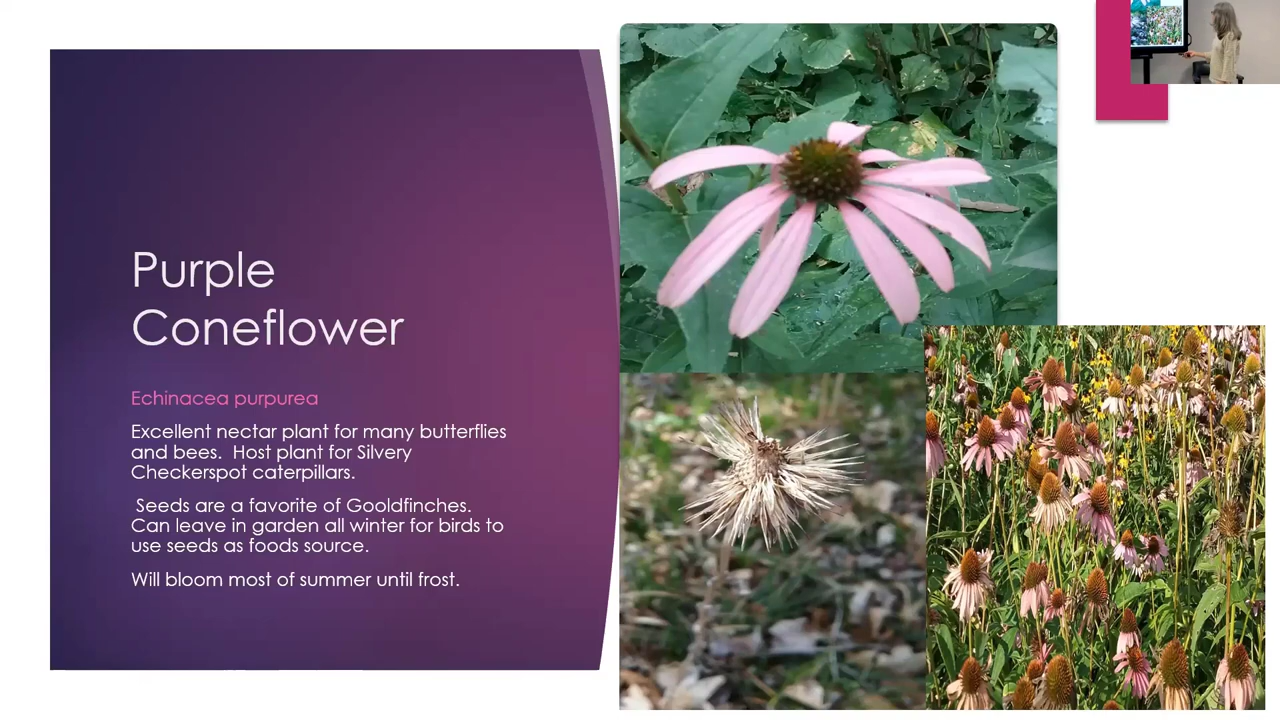 Purple
Coneflower
Echinacea purpurea
Excellent nectar plant for many butterflies
and bees.  Host plant for Silvery
Checkerspot caterpillars.
Seeds are a favorite of Gooldfinches.
Can leave in garden all winter for birds to
use seeds as foods source.
Will bloom most of summer until frost.